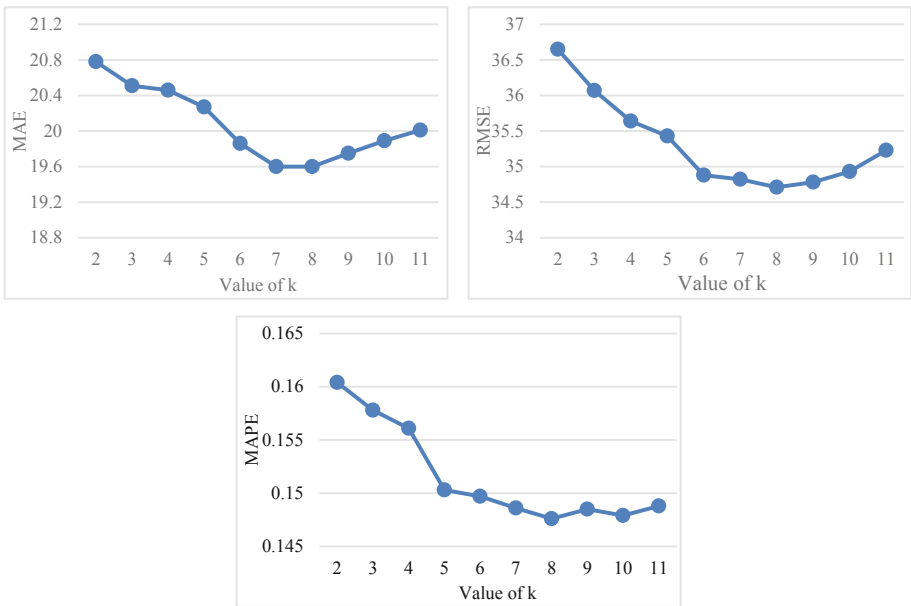 21.2
20.8
20.4
20
19.6
19.2
18.8
MAE
2 3 4 5 6 7 8 9 10 11
Value of k
37
36.5
36
35.5
35
34.5
34
RMSE
2 3 4 5 6 7 8 9 10 11
Value of k
0.165
0.16
0.155
0.15
0.145
MAPE
2 3 4 5 6 7 8 9 10 11
Value of k